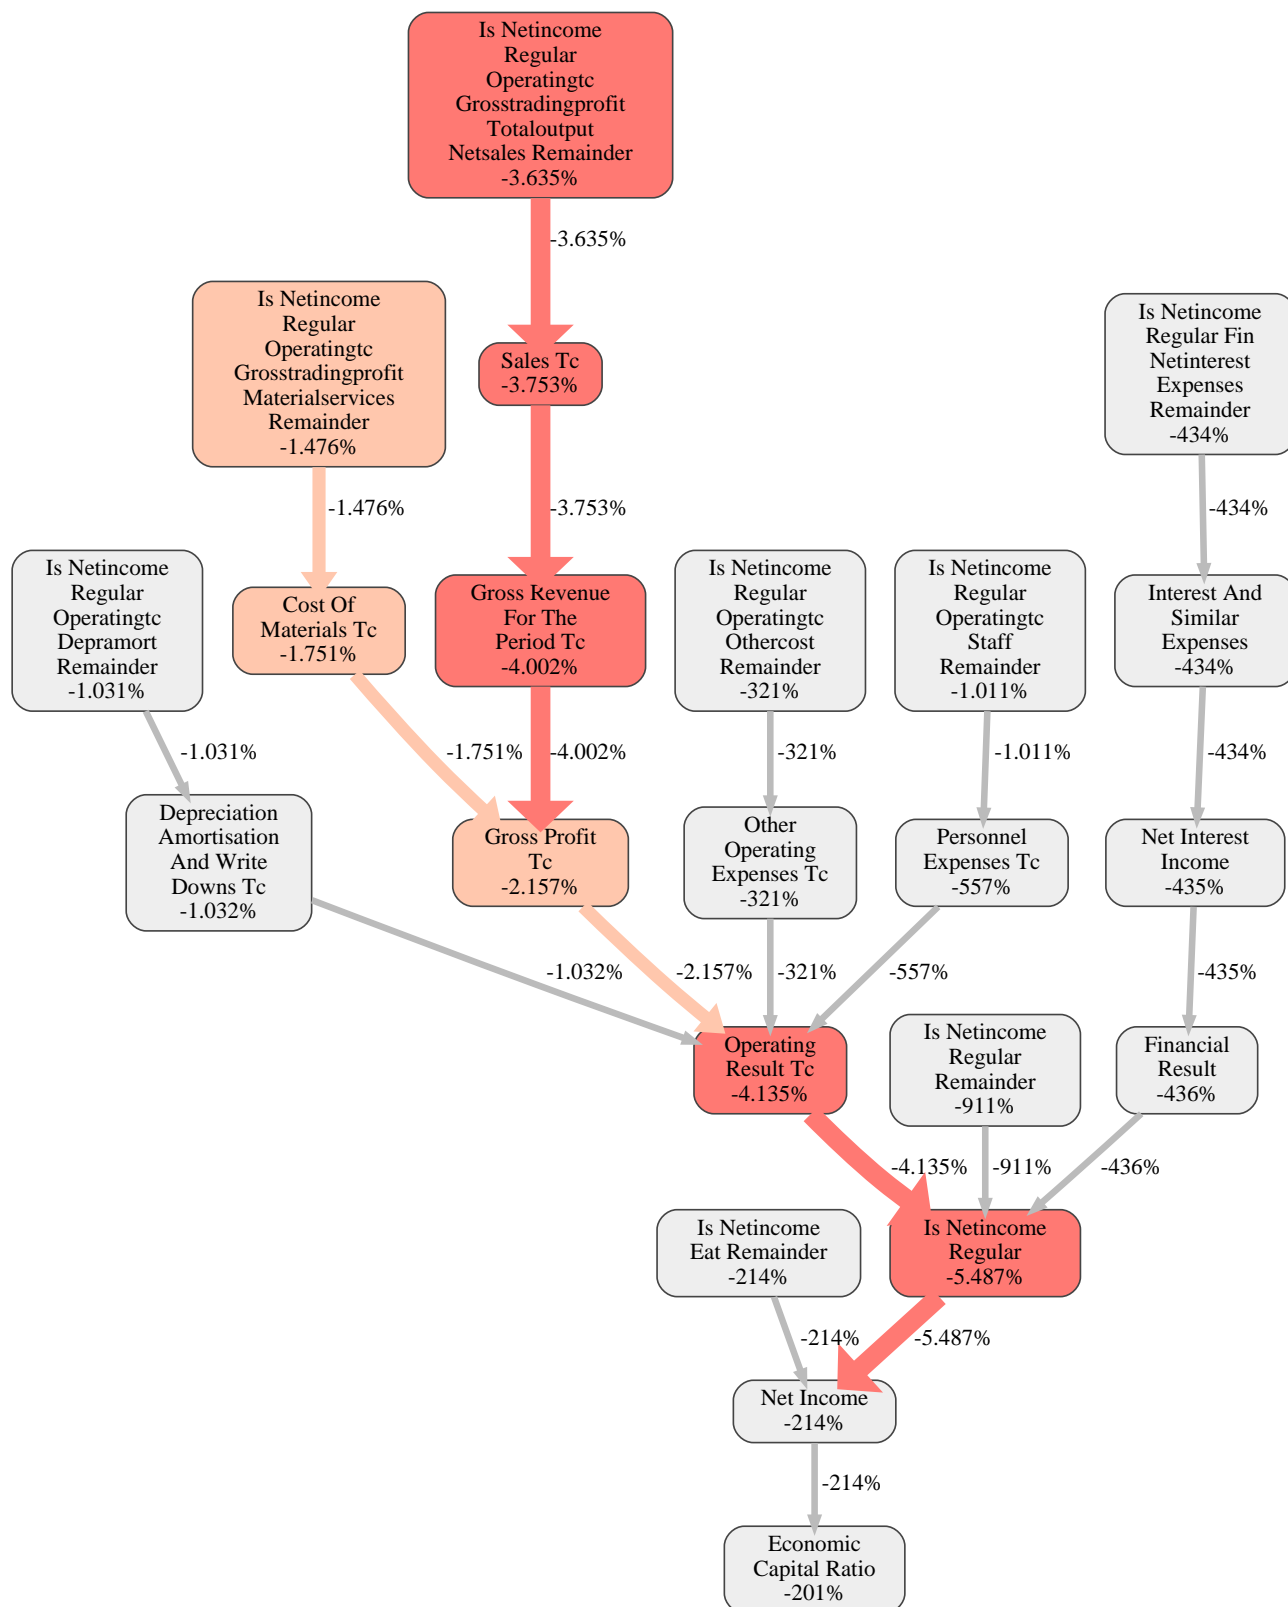 Is Netincome
Regular
Operatingtc
Grosstradingprofit
Totaloutput
Netsales Remainder
-3.635%
-3.635%
Is Netincome
Regular
Operatingtc
Grosstradingprofit
Materialservices
Remainder
-1.476%
Sales Tc
-3.753%
Is Netincome
Regular Fin
Netinterest
Expenses
Remainder
-434%
-1.476%
-3.753%
-434%
Is Netincome
Regular
Operatingtc
Depramort
Remainder
-1.031%
Cost Of
Materials Tc
-1.751%
Gross Revenue
For The
Period Tc
-4.002%
Is Netincome
Regular
Operatingtc
Othercost
Remainder
-321%
Is Netincome
Regular
Operatingtc
Staff
Remainder
-1.011%
Interest And
Similar
Expenses
-434%
-1.031%
-1.751%
-4.002%
-321%
-1.011%
-434%
Depreciation
Amortisation
And Write
Downs Tc
-1.032%
Gross Profit
Tc
-2.157%
Other
Operating
Expenses Tc
-321%
Personnel
Expenses Tc
-557%
Net Interest
Income
-435%
-1.032%
-2.157%
-321%
-557%
-435%
Operating
Result Tc
-4.135%
Is Netincome
Regular
Remainder
-911%
Financial
Result
-436%
-4.135%
-911%
-436%
Is Netincome
Eat Remainder
-214%
Is Netincome
Regular
-5.487%
-214%
-5.487%
Net Income
-214%
-214%
Economic
Capital Ratio
-201%